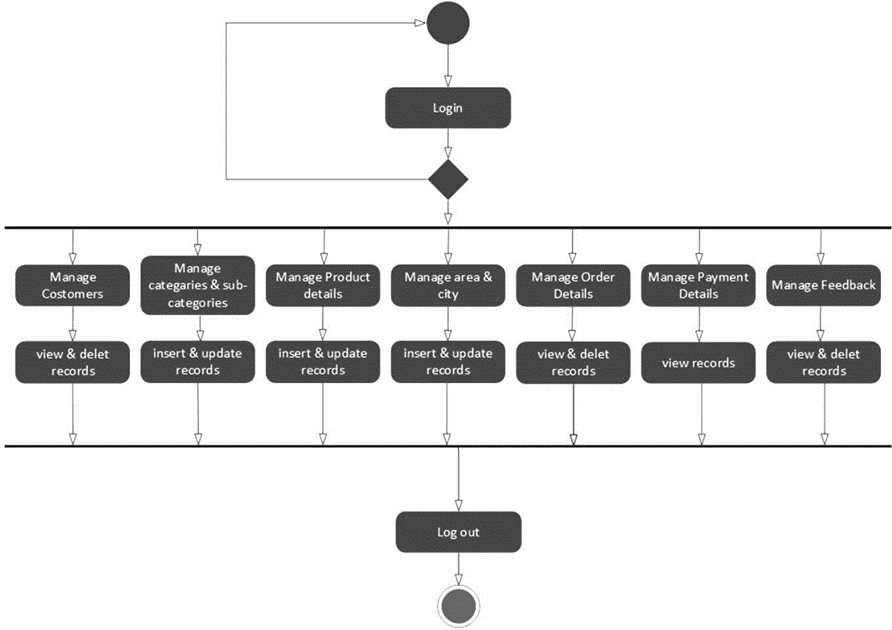 Login
Manage
Costomers
Manage
categaries & sub-
categories
Manage Product
details
Manage area &
city
Manage Order
Details
Manage Payment
Details
Manage Feedback
view & delet
records
insert & update
records
insert & update
records
insert & update
records
view & delet
records
view records
view & delet
records
Log out